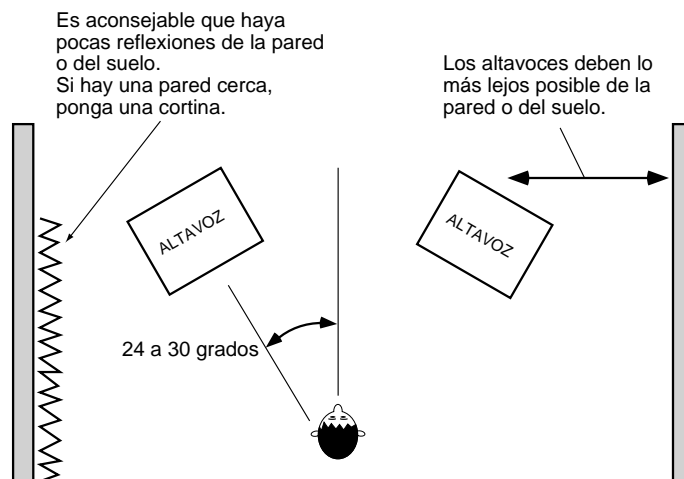 Es aconsejable que haya
pocas reflexiones de la pared
o del suelo.
Si hay una pared cerca,
ponga una cortina.
Los altavoces deben lo
más lejos posible de la
pared o del suelo.
ALTAVOZ
ALTAVOZ
24 a 30 grados